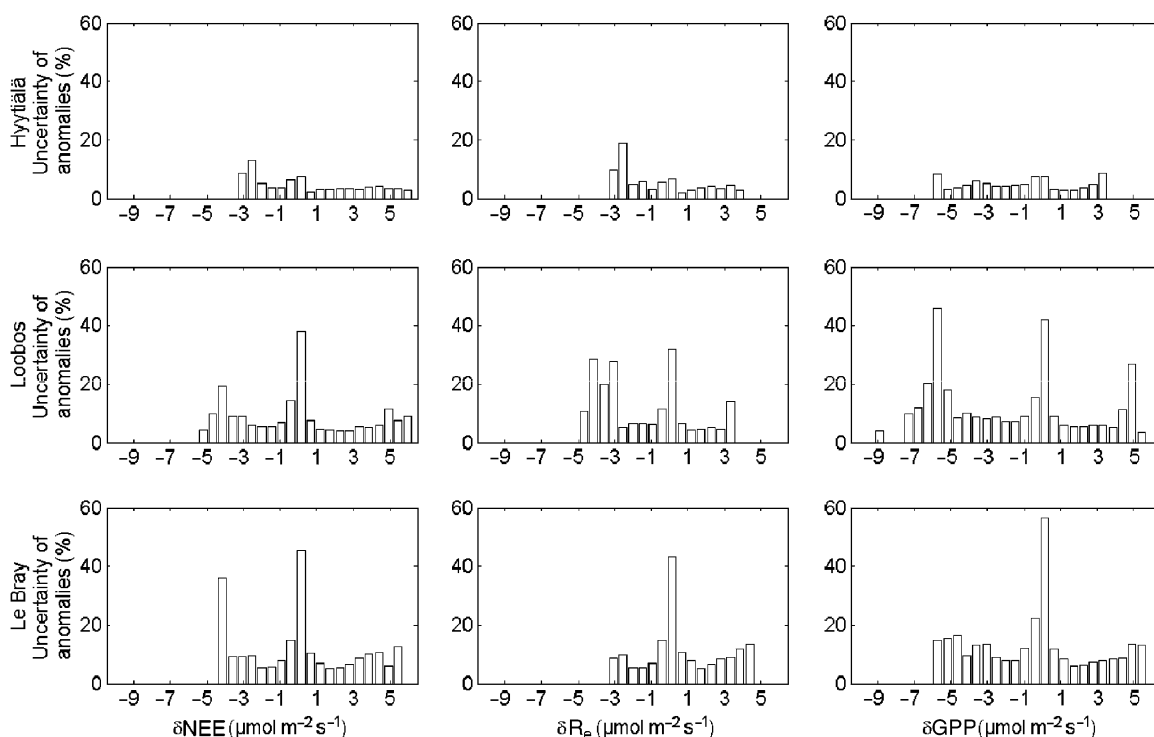 Hyytiälä
Uncertainty of
anomalies (%)
60
40
20
0
−9 −7 −5 −3 −1 1 3 5
60
40
20
0
−9 −7 −5 −3 −1 1 3 5
60
40
20
0
−9 −7 −5 −3 −1 1 3 5
Loobos
Uncertainty of
anomalies (%)
60
40
20
0
−9 −7 −5 −3 −1 1 3 5
60
40
20
0
−9 −7 −5 −3 −1 1 3 5
60
40
20
0
−9 −7 −5 −3 −1 1 3 5
Le Bray
Uncertainty of
anomalies (%)
60
40
20
0
−9 −7 −5 −3 −1 1 3 5
δNEE (μmol m⁻² s⁻¹)
60
40
20
0
−9 −7 −5 −3 −1 1 3 5
δRₑ (μmol m⁻² s⁻¹)
60
40
20
0
−9 −7 −5 −3 −1 1 3 5
δGPP (μmol m⁻² s⁻¹)